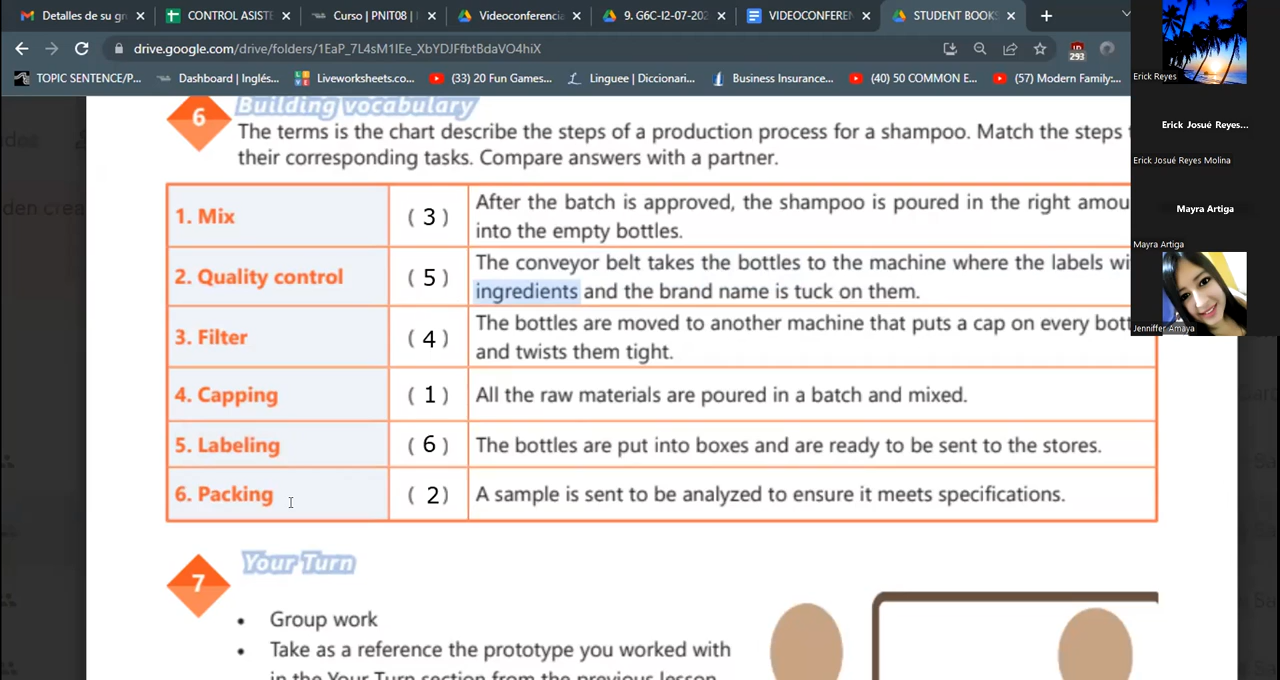 Detalles de su gr
CONTROL ASISTE
Curso | PNIT08 |
Videoconferencia
9. G6C-I2-07-202
VIDEOCONFEREN
STUDENT BOOKS
drive.google.com/drive/folders/1EaP_7L4sM1IEe_XbYDJFfbtBdaVO4hiX
293
TOPIC SENTENCE/P...
Dashboard | Inglés...
Liveworksheets.co...
(33) 20 Fun Games...
Linguee | Diccionari...
Business Insurance...
(40) 50 COMMON E...
(57) Modern Family:...
Erick Reyes
Erick Josué Reyes...
Erick Josué Reyes Molina
Mayra Artiga
Mayra Artiga
Jenniffer Amaya
6
Building vocabulary
The terms is the chart describe the steps of a production process for a shampoo. Match the steps
their corresponding tasks. Compare answers with a partner.
1. Mix
( 3 )
After the batch is approved, the shampoo is poured in the right amou
into the empty bottles.
2. Quality control
( 5 )
The conveyor belt takes the bottles to the machine where the labels wi
ingredients and the brand name is tuck on them.
3. Filter
( 4 )
The bottles are moved to another machine that puts a cap on every bott
and twists them tight.
4. Capping
( 1 )
All the raw materials are poured in a batch and mixed.
5. Labeling
( 6 )
The bottles are put into boxes and are ready to be sent to the stores.
6. Packing
( 2 )
A sample is sent to be analyzed to ensure it meets specifications.
7
Your Turn
• Group work
• Take as a reference the prototype you worked with
in the Your Turn section from the previous lesson